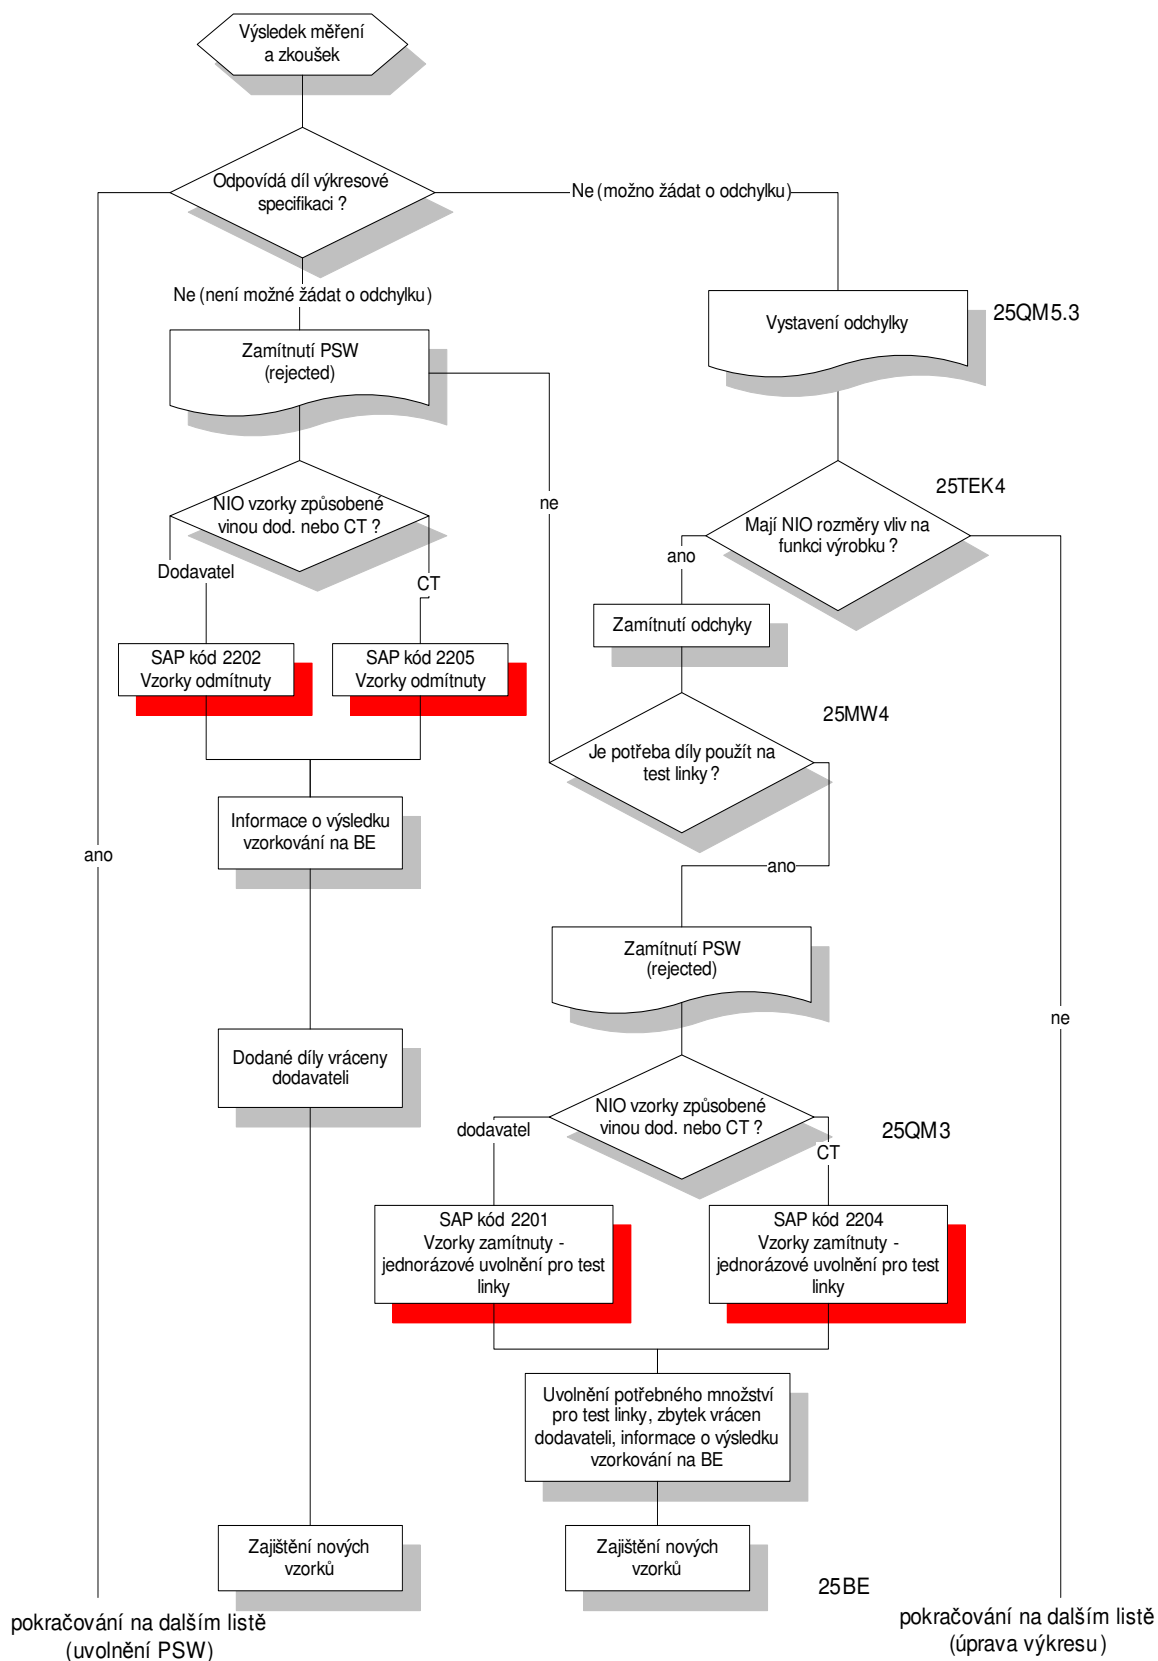 Výsledek měření
a zkoušek
Odpovídá díl výkresové
specifikaci ?
Ne (možno žádat o odchylku)
Ne (není možné žádat o odchylku)
Vystavení odchylky
25QM5.3
Zamítnutí PSW
(rejected)
NIO vzorky způsobené
vinou dod. nebo CT ?
ne
25TEK4
Mají NIO rozměry vliv na
funkci výrobku ?
ano
Dodavatel
CT
Zamítnutí odchyky
SAP kód 2202
Vzorky odmítnuty
SAP kód 2205
Vzorky odmítnuty
25MW4
Je potřeba díly použít na
test linky ?
Informace o výsledku
vzorkování na BE
ano
ano
Zamítnutí PSW
(rejected)
ne
Dodané díly vráceny
dodavateli
NIO vzorky způsobené
vinou dod. nebo CT ?
dodavatel
25QM3
CT
SAP kód 2201
Vzorky zamítnuty -
jednorázové uvolnění pro test
linky
SAP kód 2204
Vzorky zamítnuty -
jednorázové uvolnění pro test
linky
Uvolnění potřebného množství
pro test linky, zbytek vrácen
dodavateli, informace o výsledku
vzorkování na BE
Zajištění nových
vzorků
Zajištění nových
vzorků
25BE
pokračování na dalším listě
(uvolnění PSW)
pokračování na dalším listě
(úprava výkresu)